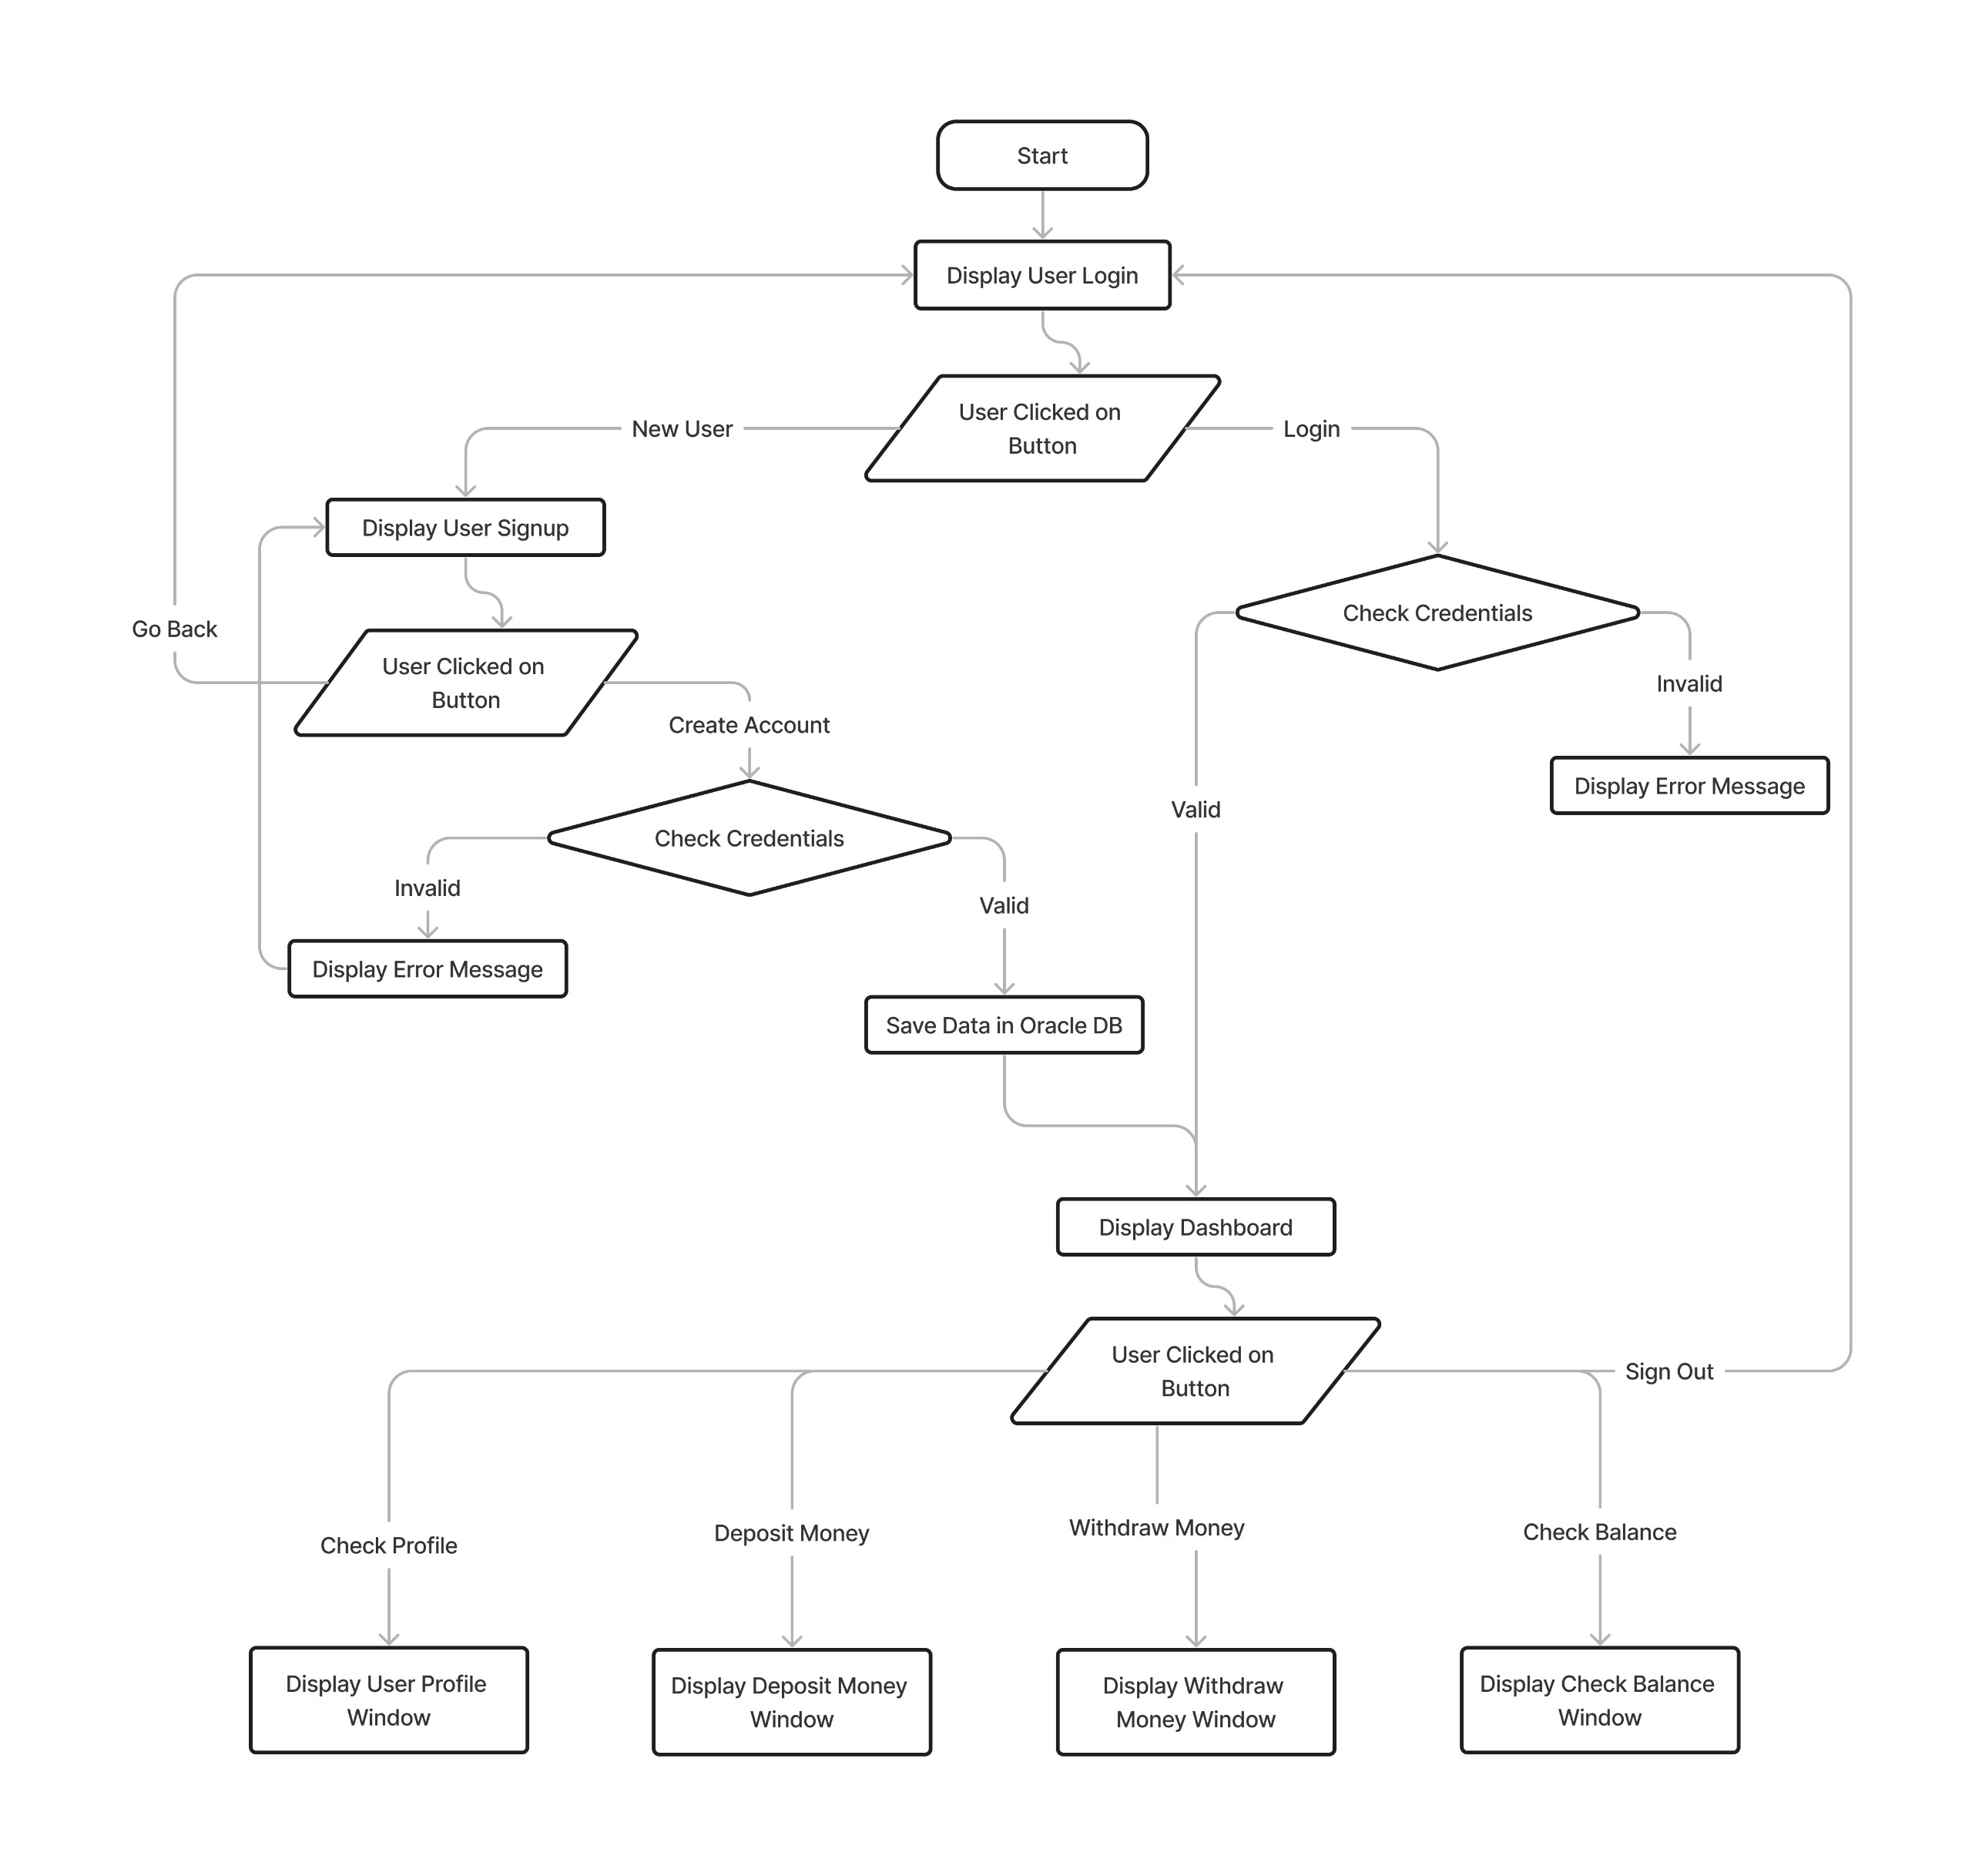 Start
Display User Login
User Clicked on
Button
New User
Login
Display User Signup
Check Credentials
Go Back
User Clicked on
Button
Invalid
Create Account
Display Error Message
Valid
Check Credentials
Invalid
Valid
Display Error Message
Save Data in Oracle DB
Display Dashboard
User Clicked on
Button
Sign Out
Check Profile
Deposit Money
Withdraw Money
Check Balance
Display User Profile
Window
Display Deposit Money
Window
Display Withdraw
Money Window
Display Check Balance
Window